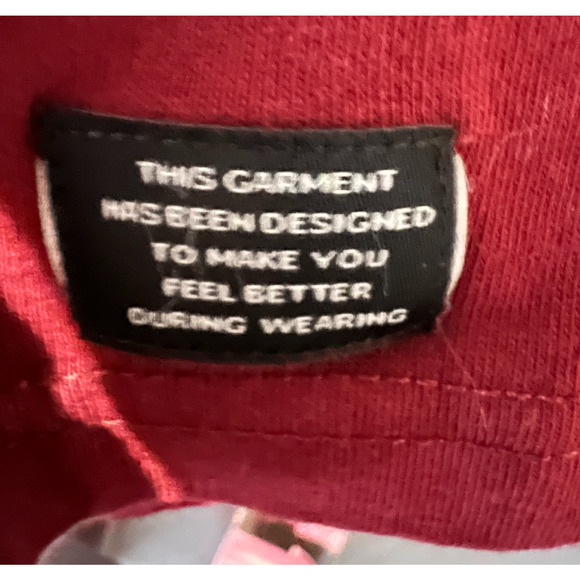 THIS GARMENT
HAS BEEN DESIGNED
TO MAKE YOU
FEEL BETTER
DURING WEARING